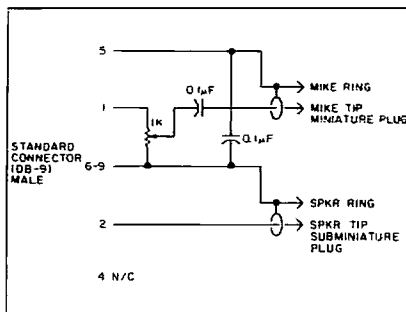 5
MIKE RING
0.1µF
1
MIKE TIP
MINIATURE PLUG
1K
STANDARD
CONNECTOR
(DB-9)
MALE
6-9
0.1µF
SPKR RING
2
SPKR TIP
SUBMINIATURE
PLUG
4 N/C